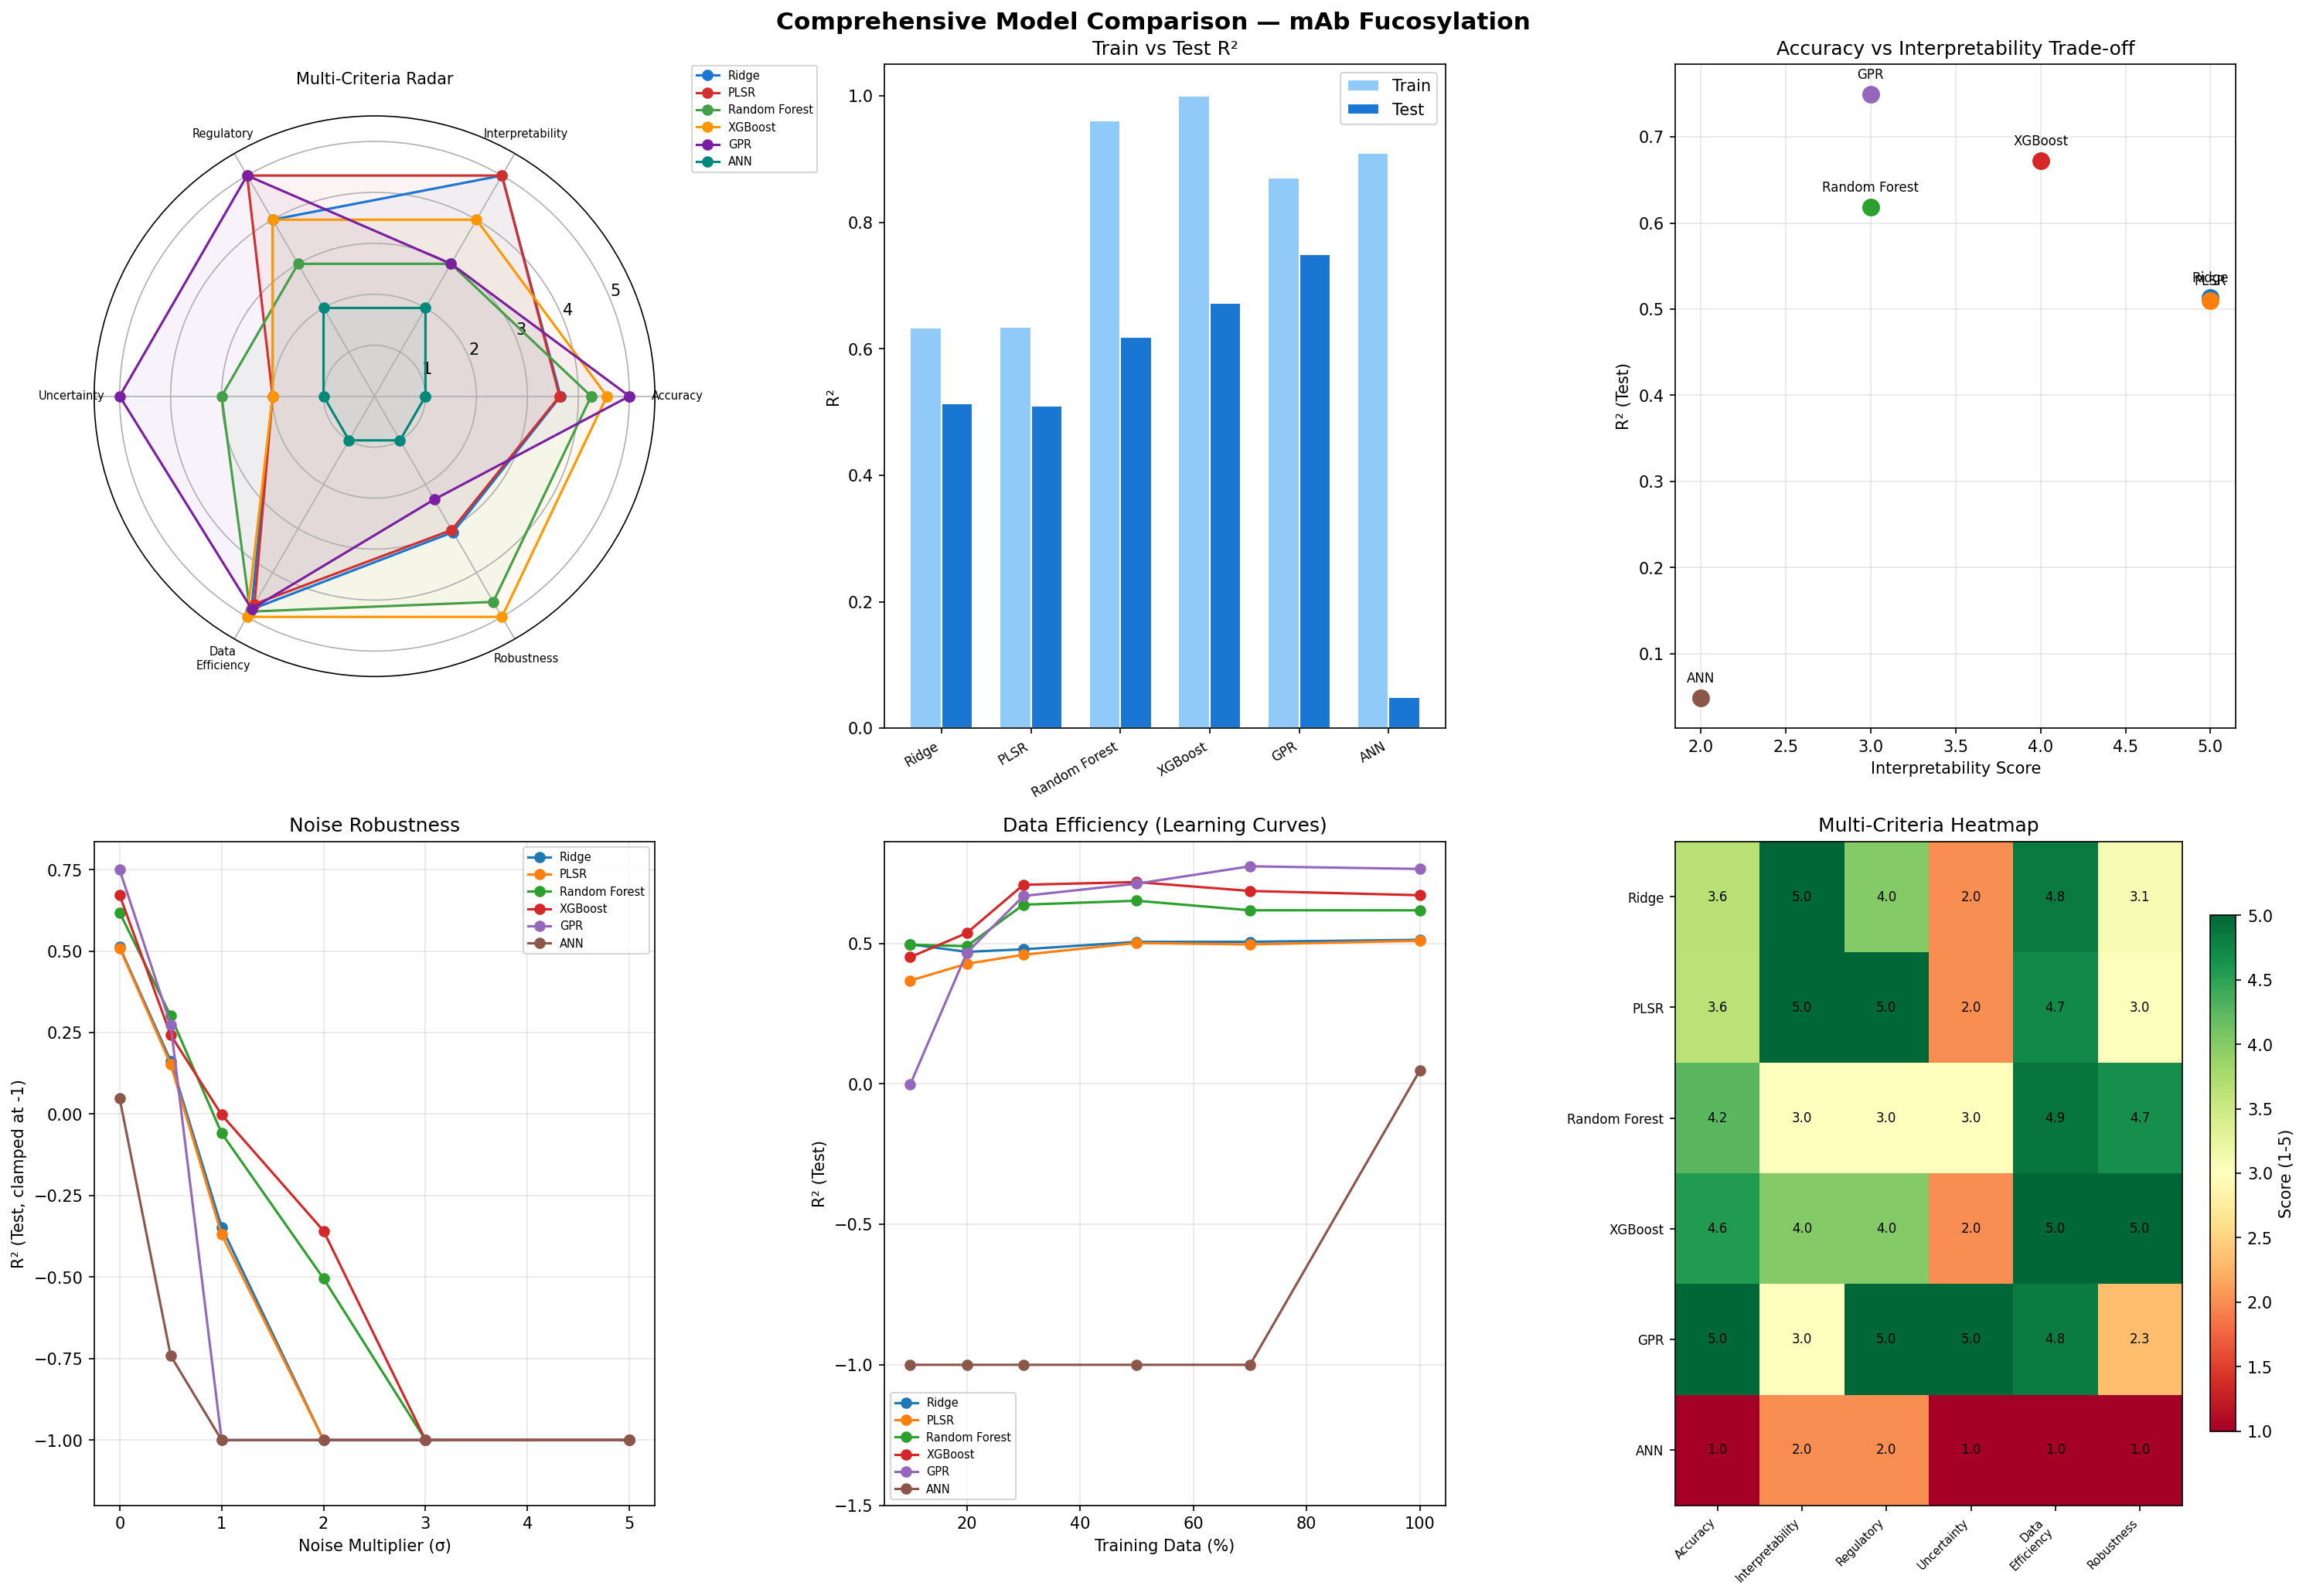 Comprehensive Model Comparison — mAb Fucosylation
Multi-Criteria Radar
Ridge
PLSR
Random Forest
XGBoost
GPR
ANN
Regulatory
Interpretability
Uncertainty
Accuracy
Data
Efficiency
Robustness
1
2
3
4
5
Train vs Test R²
Train
Test
R²
1.0
0.8
0.6
0.4
0.2
0.0
Ridge
PLSR
Random Forest
XGBoost
GPR
ANN
Accuracy vs Interpretability Trade-off
GPR
XGBoost
Random Forest
Ridge
PLSR
ANN
R² (Test)
0.7
0.6
0.5
0.4
0.3
0.2
0.1
2.0 2.5 3.0 3.5 4.0 4.5 5.0
Interpretability Score
Noise Robustness
Ridge
PLSR
Random Forest
XGBoost
GPR
ANN
R² (Test, clamped at -1)
0.75
0.50
0.25
0.00
−0.25
−0.50
−0.75
−1.00
0 1 2 3 4 5
Noise Multiplier (σ)
Data Efficiency (Learning Curves)
R² (Test)
0.5
0.0
−0.5
−1.0
−1.5
Ridge
PLSR
Random Forest
XGBoost
GPR
ANN
20 40 60 80 100
Training Data (%)
Multi-Criteria Heatmap
Ridge 3.6 5.0 4.0 2.0 4.8 3.1
PLSR 3.6 5.0 5.0 2.0 4.7 3.0
Random Forest 4.2 3.0 3.0 3.0 4.9 4.7
XGBoost 4.6 4.0 4.0 2.0 5.0 5.0
GPR 5.0 3.0 5.0 5.0 4.8 2.3
ANN 1.0 2.0 2.0 1.0 1.0 1.0
Accuracy
Interpretability
Regulatory
Uncertainty
Data
Efficiency
Robustness
5.0
4.5
4.0
3.5
3.0
2.5
2.0
1.5
1.0
Score (1-5)